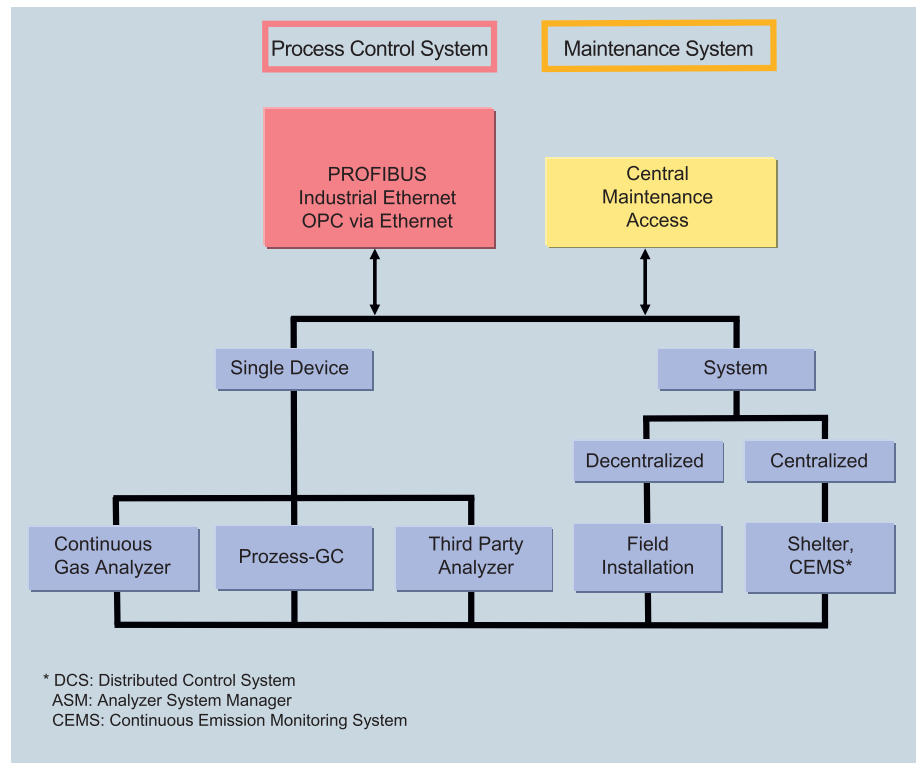 Process Control System
Maintenance System
PROFIBUS
Industrial Ethernet
OPC via Ethernet
Central
Maintenance
Access
Single Device
System
Decentralized
Centralized
Continuous
Gas Analyzer
Prozess-GC
Third Party
Analyzer
Field
Installation
Shelter,
CEMS*
* DCS: Distributed Control System
ASM: Analyzer System Manager
CEMS: Continuous Emission Monitoring System